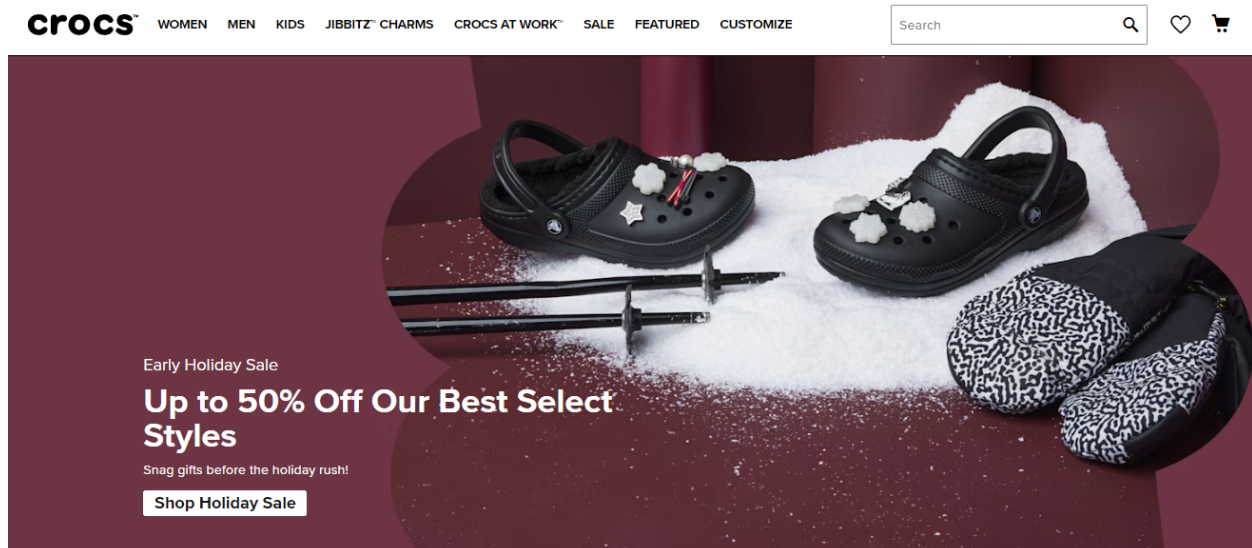 crocs™
WOMEN MEN KIDS JIBBITZ™ CHARMS CROCS AT WORK™ SALE FEATURED CUSTOMIZE
Search
Early Holiday Sale
Up to 50% Off Our Best Select
Styles
Snag gifts before the holiday rush!
Shop Holiday Sale